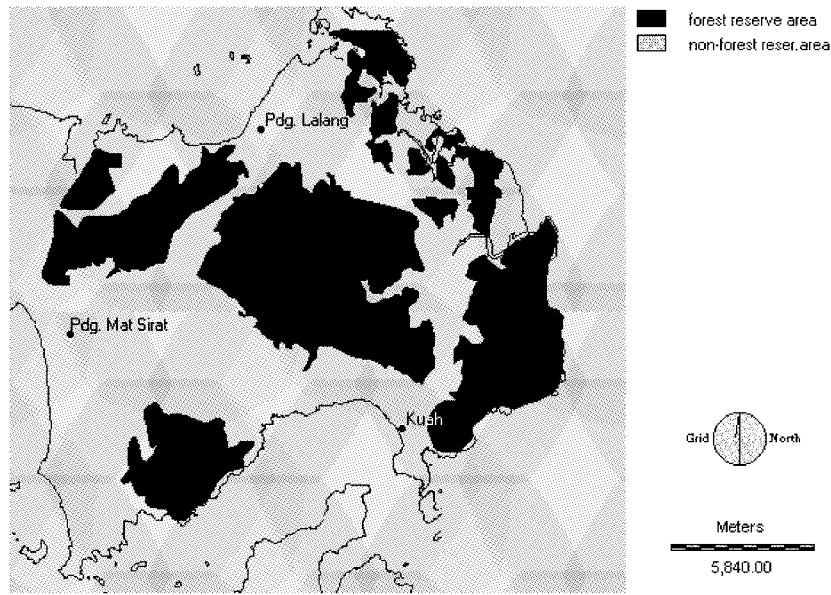 forest reserve area
non-forest reser. area
Pdg. Lalang
Pdg. Mat Sirat
Kuah
Grid North
Meters
5,840.00